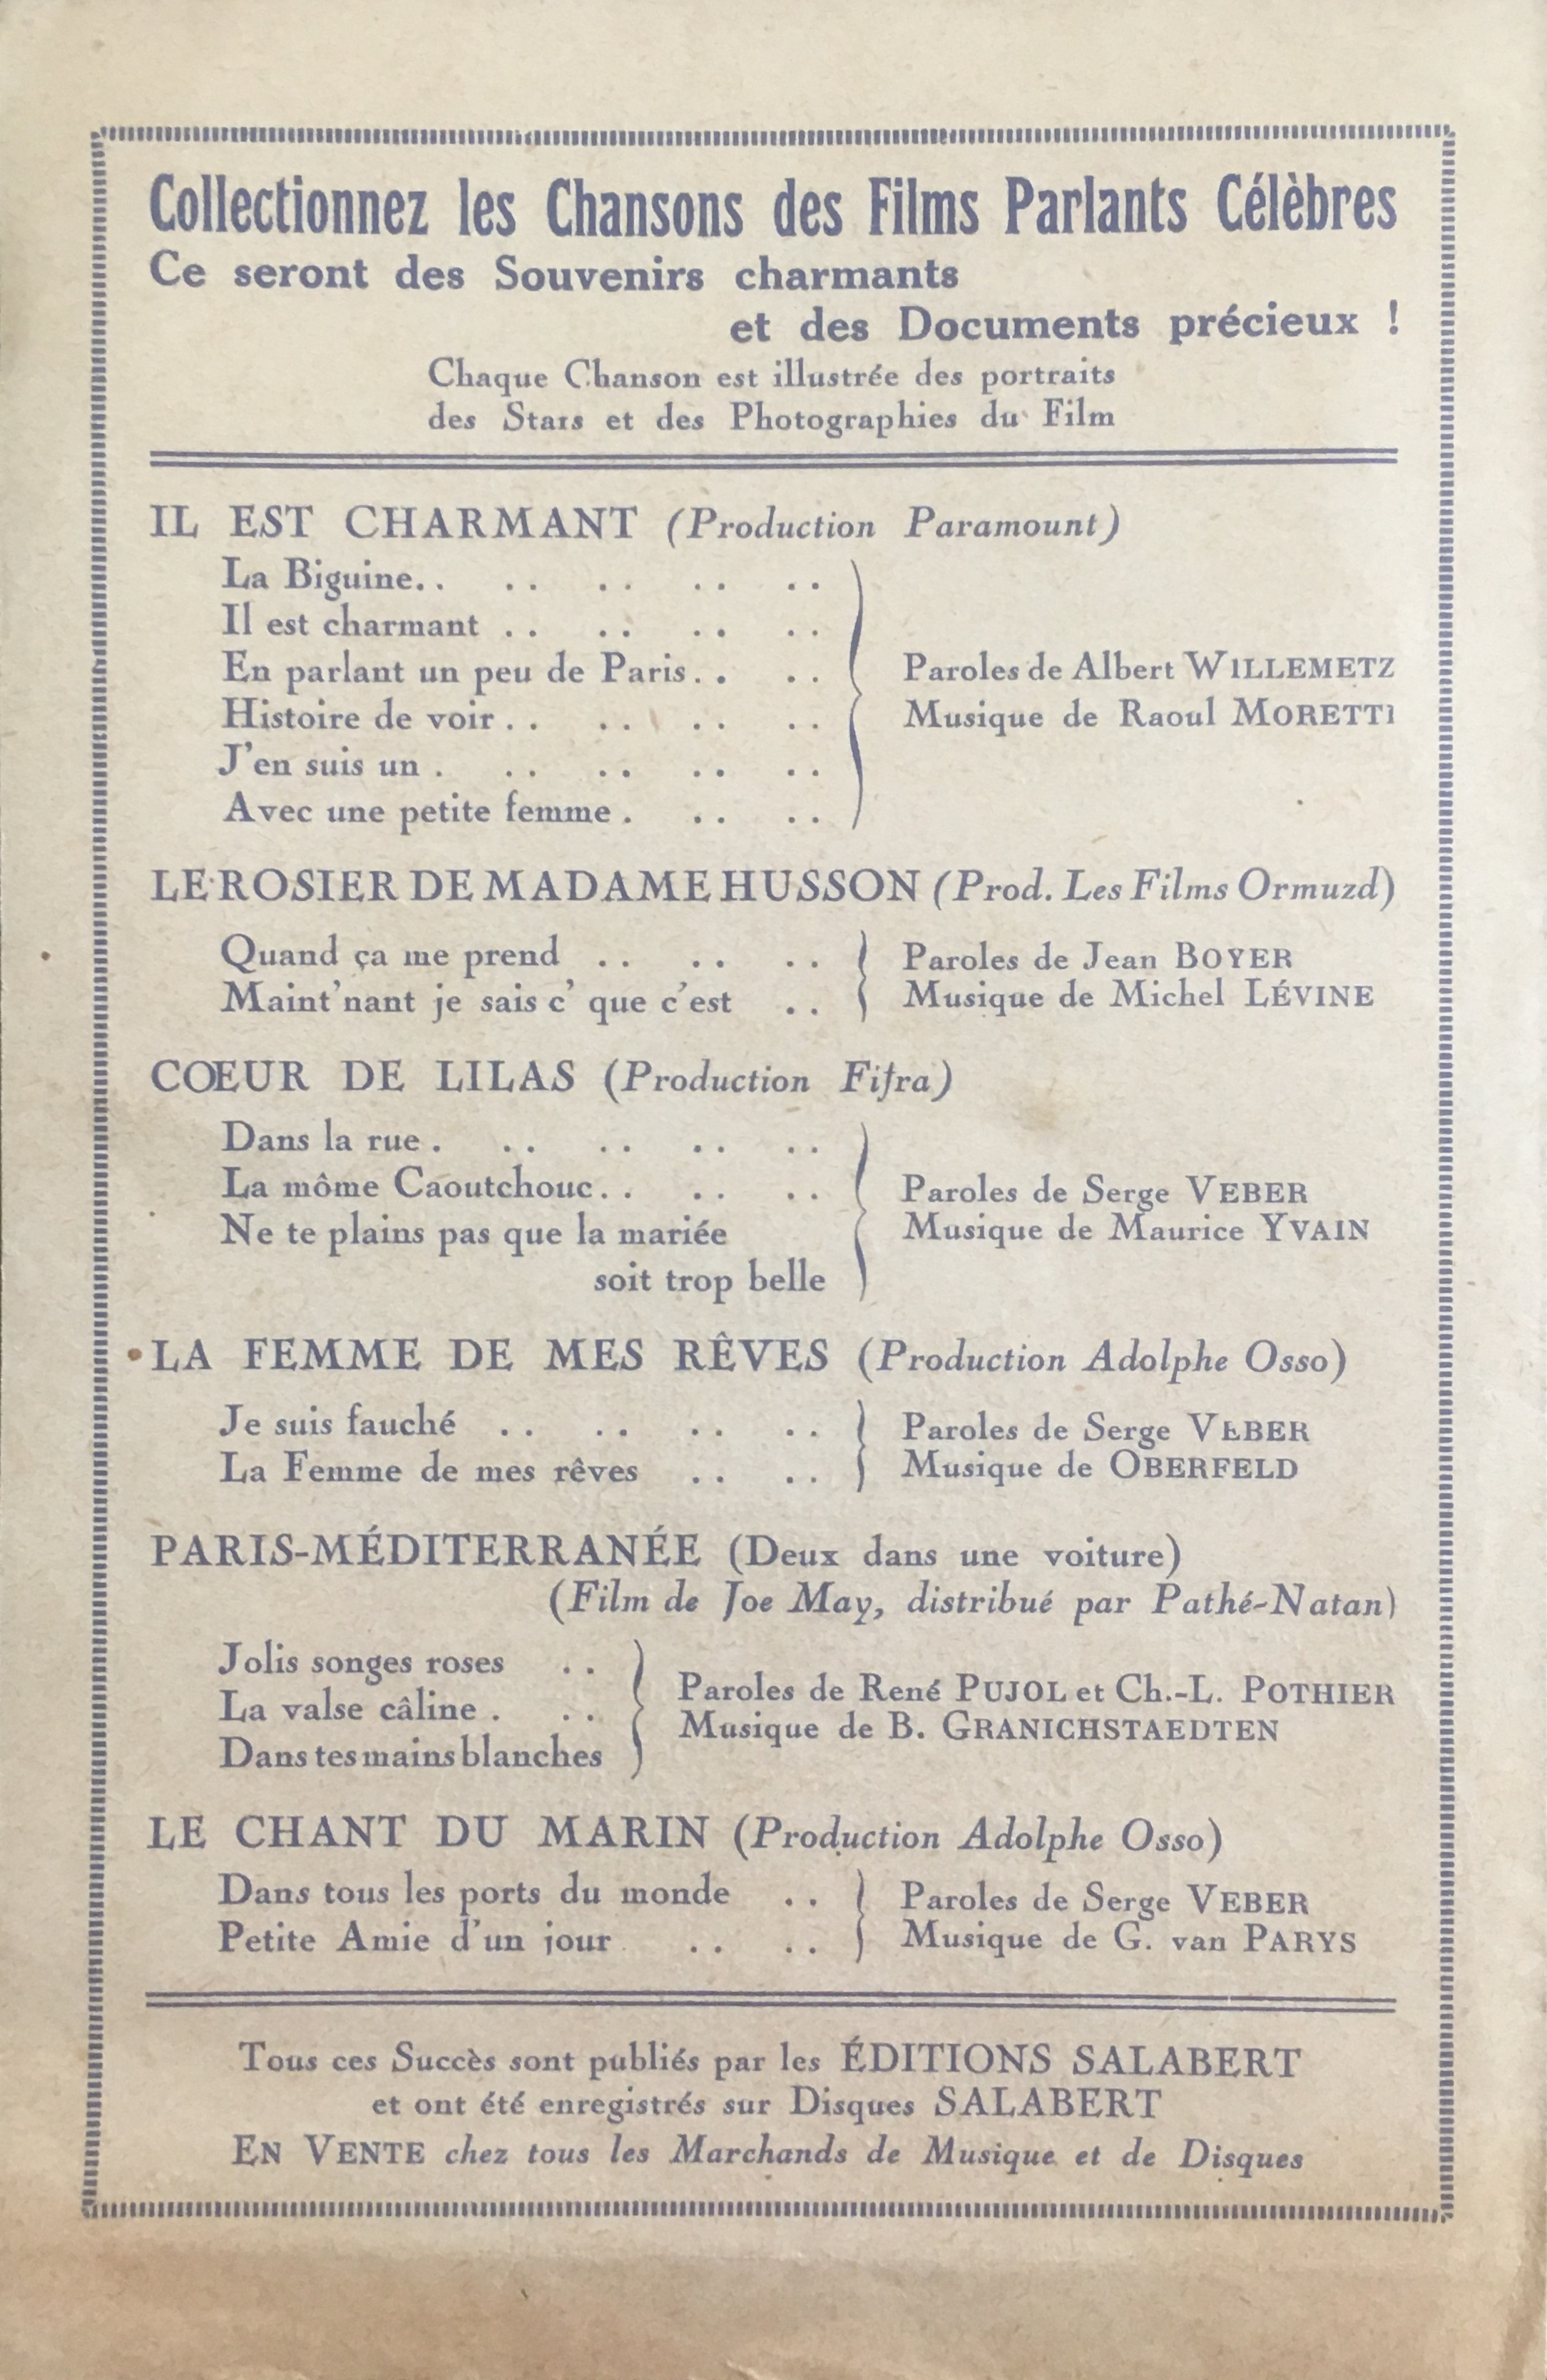 Collectionnez les Chansons des Films Parlants Célèbres
Ce seront des Souvenirs charmants
et des Documents précieux !
Chaque Chanson est illustrée des portraits
des Stars et des Photographies du Film
IL EST CHARMANT (Production Paramount)
La Biguine. . . . . . . . . .
Il est charmant . . . . . . . .
En parlant un peu de Paris. . . .
Histoire de voir . . . . . . . .
J'en suis un . . . . . . . . .
Avec une petite femme . . . . .
Paroles de Albert WILLEMETZ
Musique de Raoul MORETTI
LE ROSIER DE MADAME HUSSON (Prod. Les Films Ormuzd)
Quand ça me prend . . . . . .
Maint'nant je sais c' que c'est . .
Paroles de Jean BOYER
Musique de Michel LÉVINE
CŒUR DE LILAS (Production Fifra)
Dans la rue . . . . . . . . .
La môme Caoutchouc. . . . . .
Ne te plains pas que la mariée
soit trop belle
Paroles de Serge VEBER
Musique de Maurice YVAIN
LA FEMME DE MES RÊVES (Production Adolphe Osso)
Je suis fauché . . . . . . . .
La Femme de mes rêves . . . .
Paroles de Serge VEBER
Musique de OBERFELD
PARIS-MÉDITERRANÉE (Deux dans une voiture)
(Film de Joe May, distribué par Pathé-Natan)
Jolis songes roses . .
La valse câline . . .
Dans tes mains blanches
Paroles de René PUJOL et Ch.-L. POTHIER
Musique de B. GRANICHSTAEDTEN
LE CHANT DU MARIN (Production Adolphe Osso)
Dans tous les ports du monde . .
Petite Amie d'un jour . . . . .
Paroles de Serge VEBER
Musique de G. van PARYS
Tous ces Succès sont publiés par les ÉDITIONS SALABERT
et ont été enregistrés sur Disques SALABERT
EN VENTE chez tous les Marchands de Musique et de Disques